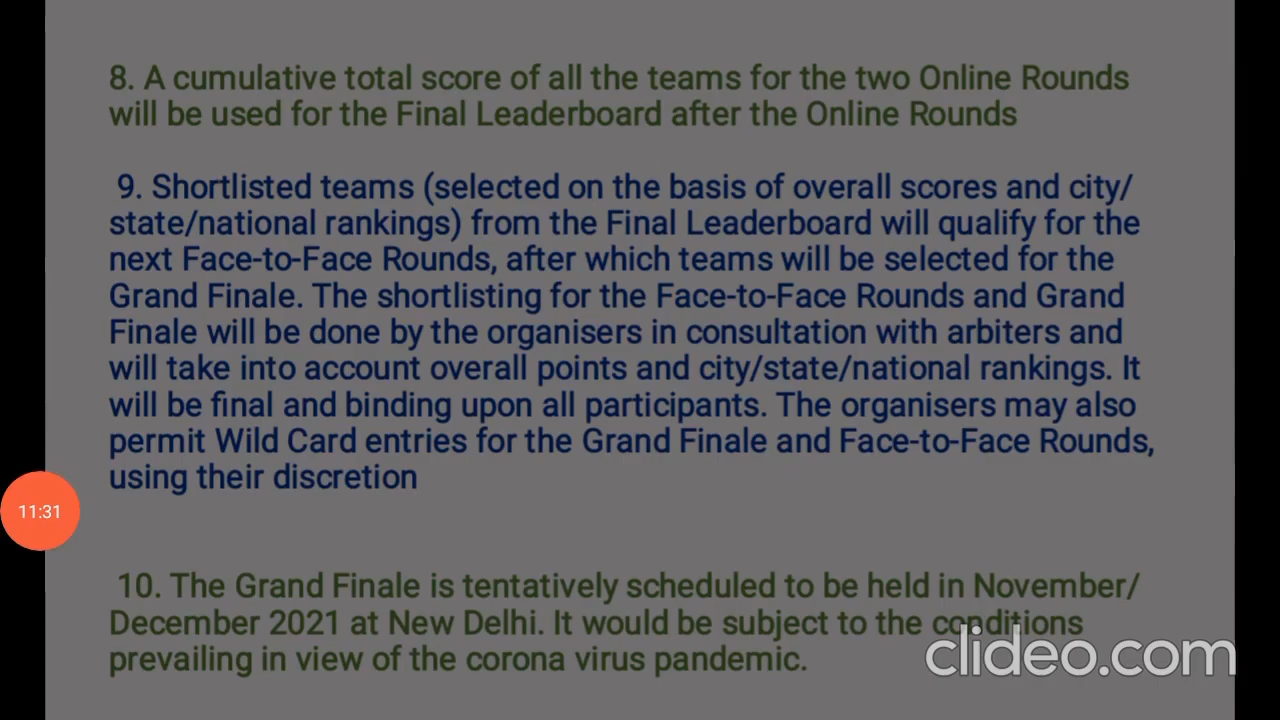 8. A cumulative total score of all the teams for the two Online Rounds
will be used for the Final Leaderboard after the Online Rounds
9. Shortlisted teams (selected on the basis of overall scores and city/
state/national rankings) from the Final Leaderboard will qualify for the
next Face-to-Face Rounds, after which teams will be selected for the
Grand Finale. The shortlisting for the Face-to-Face Rounds and Grand
Finale will be done by the organisers in consultation with arbiters and
will take into account overall points and city/state/national rankings. It
will be final and binding upon all participants. The organisers may also
permit Wild Card entries for the Grand Finale and Face-to-Face Rounds,
using their discretion
11:31
10. The Grand Finale is tentatively scheduled to be held in November/
December 2021 at New Delhi. It would be subject to the conditions
prevailing in view of the corona virus pandemic.
clideo.com